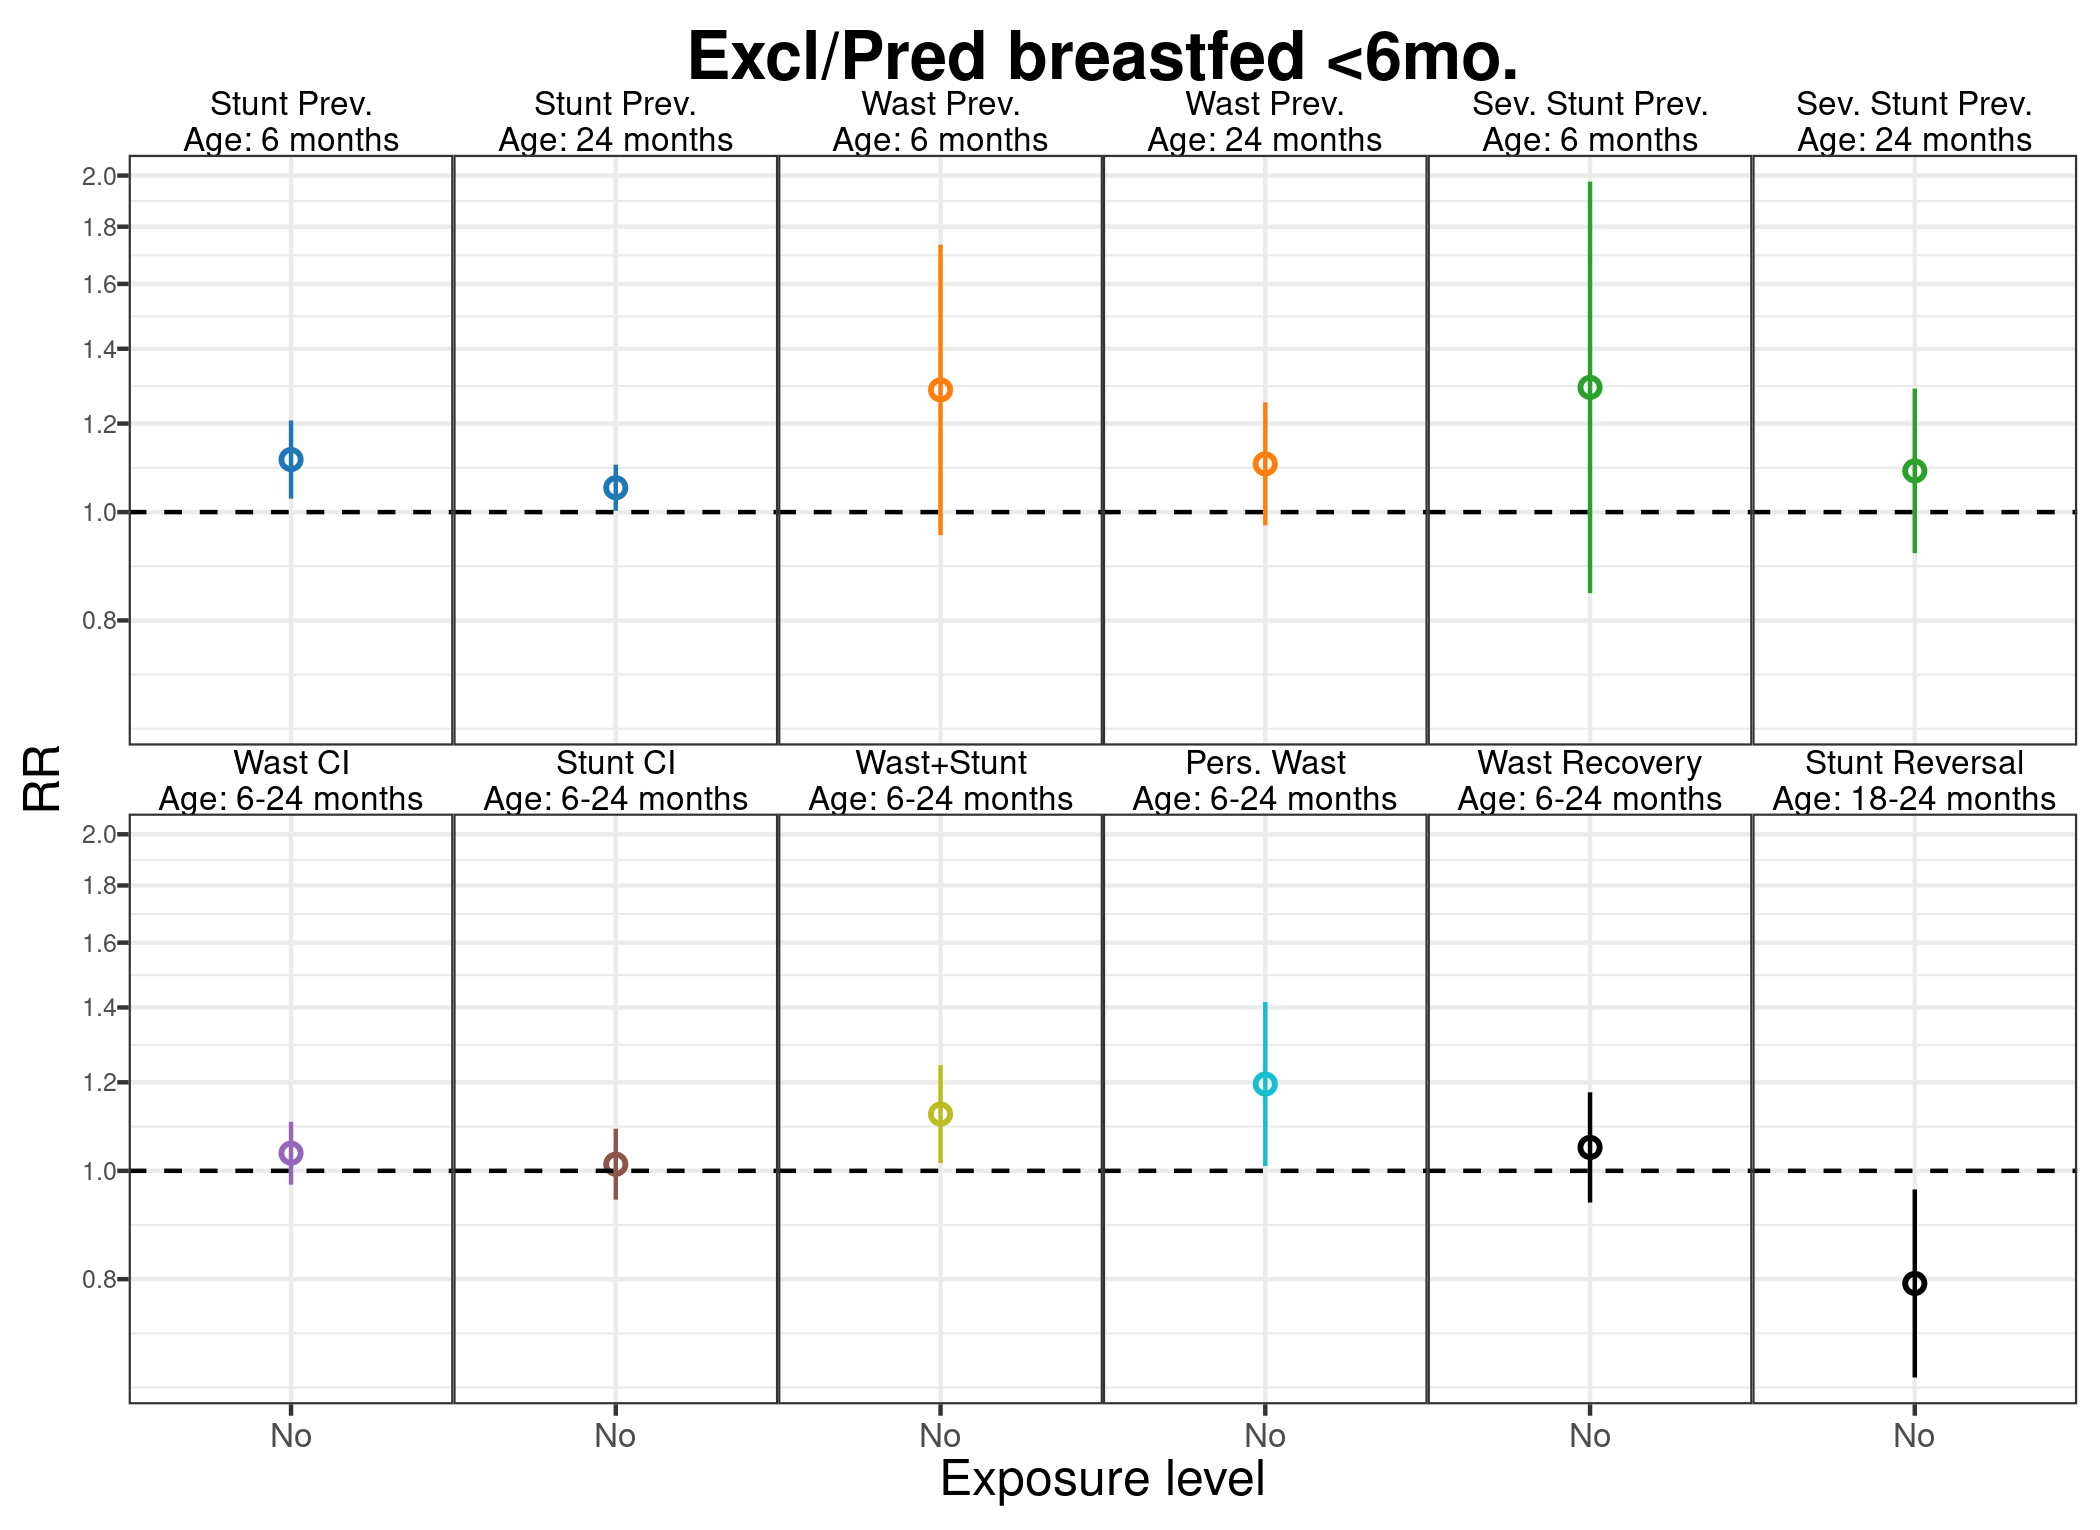 Excl/Pred breastfed <6mo.
Stunt Prev.
Age: 6 months
Stunt Prev.
Age: 24 months
Wast Prev.
Age: 6 months
Wast Prev.
Age: 24 months
Sev. Stunt Prev.
Age: 6 months
Sev. Stunt Prev.
Age: 24 months
2.0
1.8
1.6
1.4
1.2
1.0
0.8
RR
Wast CI
Age: 6-24 months
Stunt CI
Age: 6-24 months
Wast+Stunt
Age: 6-24 months
Pers. Wast
Age: 6-24 months
Wast Recovery
Age: 6-24 months
Stunt Reversal
Age: 18-24 months
2.0
1.8
1.6
1.4
1.2
1.0
0.8
No
No
No
No
No
No
Exposure level